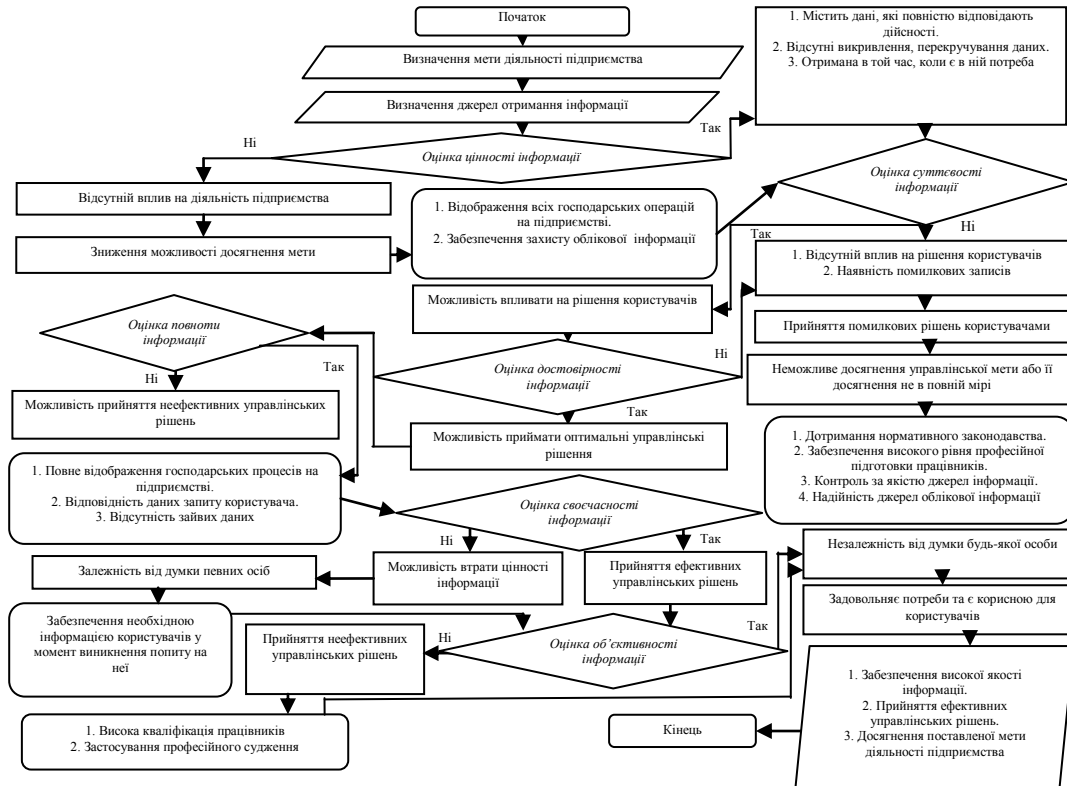 Початок
1. Містить дані, які повністю відповідають
дійсності.
2. Відсутні викривлення, перекручування даних.
3. Отримана в той час, коли є в ній потреба
Визначення мети діяльності підприємства
Визначення джерел отримання інформації
Ні
Так
Оцінка цінності інформації
Оцінка суттєвості
інформації
Відсутній вплив на діяльність підприємства
1. Відображення всіх господарських операцій
на підприємстві.
2. Забезпечення захисту облікової інформації
Так
Ні
Зниження можливості досягнення мети
1. Відсутній вплив на рішення користувачів
2. Наявність помилкових записів
Можливість впливати на рішення користувачів
Оцінка повноти
інформації
Прийняття помилкових рішень користувачами
Ні
Так
Оцінка достовірності
інформації
Неможливе досягнення управлінської мети або її
досягнення не в повній мірі
Ні
Можливість прийняття неефективних управлінських
рішень
Так
Можливість приймати оптимальні управлінські
рішення
1. Дотримання нормативного законодавства.
2. Забезпечення високого рівня професійної
підготовки працівників.
3. Контроль за якістю джерел інформації.
4. Надійність джерел облікової інформації
1. Повне відображення господарських процесів на
підприємстві.
2. Відповідність даних запиту користувача.
3. Відсутність зайвих даних
Оцінка своєчасності
інформації
Ні
Так
Незалежність від думки будь-якої особи
Залежність від думки певних осіб
Можливість втрати цінності
інформації
Прийняття ефективних
управлінських рішень
Задовольняє потреби та є корисною для
користувачів
Забезпечення необхідною
інформацією користувачів у
момент виникнення попиту на
неї
Прийняття неефективних
управлінських рішень
Ні
Оцінка об’єктивності
інформації
Так
1. Забезпечення високої якості
інформації.
2. Прийняття ефективних
управлінських рішень.
3. Досягнення поставленої мети
діяльності підприємства
1. Висока кваліфікація працівників
2. Застосування професійного судження
Кінець